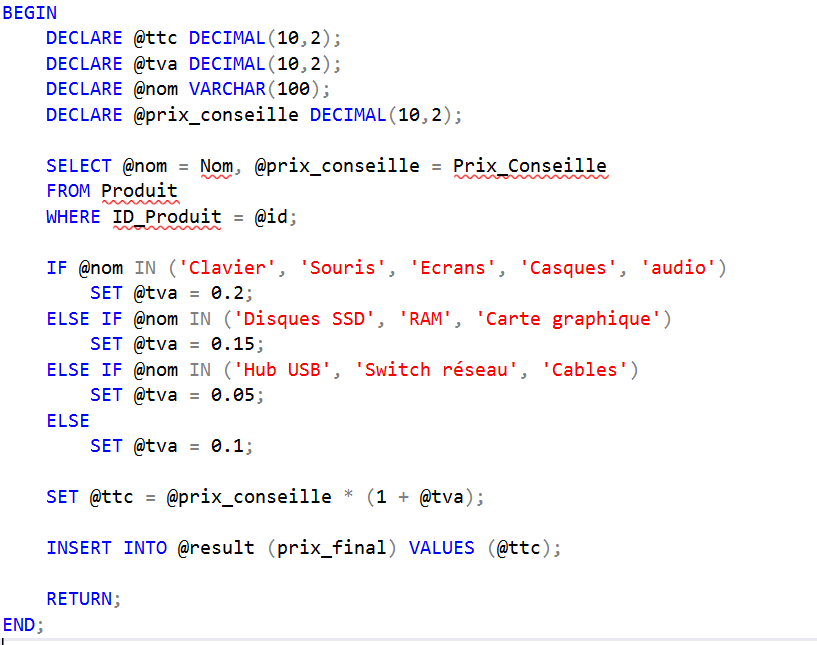 BEGIN
DECLARE @ttc DECIMAL(10,2);
DECLARE @tva DECIMAL(10,2);
DECLARE @nom VARCHAR(100);
DECLARE @prix_conseille DECIMAL(10,2);
SELECT @nom = Nom, @prix_conseille = Prix_Conseille
FROM Produit
WHERE ID_Produit = @id;
IF @nom IN ('Clavier', 'Souris', 'Ecrans', 'Casques', 'audio')
SET @tva = 0.2;
ELSE IF @nom IN ('Disques SSD', 'RAM', 'Carte graphique')
SET @tva = 0.15;
ELSE IF @nom IN ('Hub USB', 'Switch réseau', 'Cables')
SET @tva = 0.05;
ELSE
SET @tva = 0.1;
SET @ttc = @prix_conseille * (1 + @tva);
INSERT INTO @result (prix_final) VALUES (@ttc);
RETURN;
END;